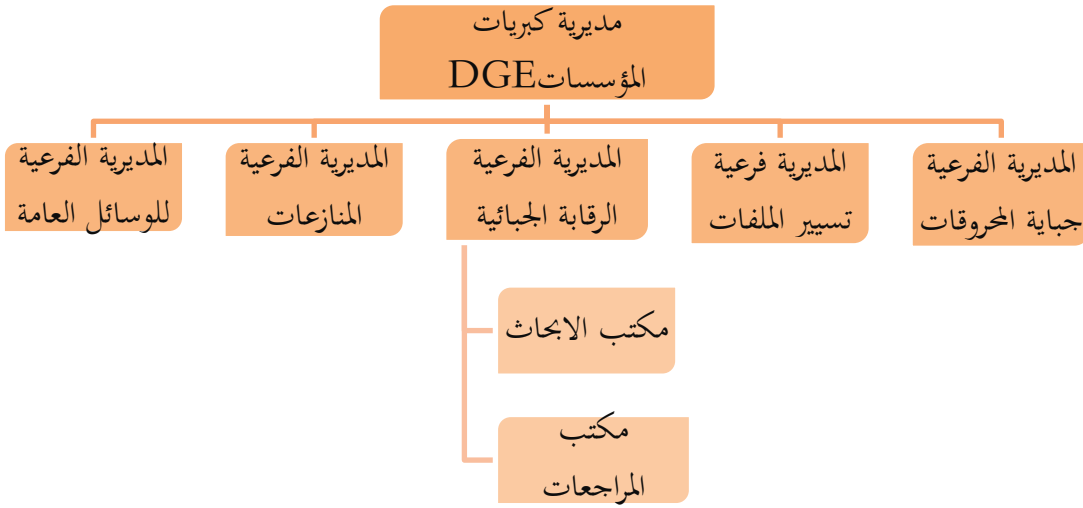 مديرية كبريات
المؤسساتDGE
المديرية الفرعية
جباية المحروقات
المديرية فرعية
تسيير الملفات
المديرية الفرعية
الرقابة الجبائية
المديرية الفرعية
المنازعات
المديرية الفرعية
للوسائل العامة
مكتب الابحاث
مكتب
المراجعات